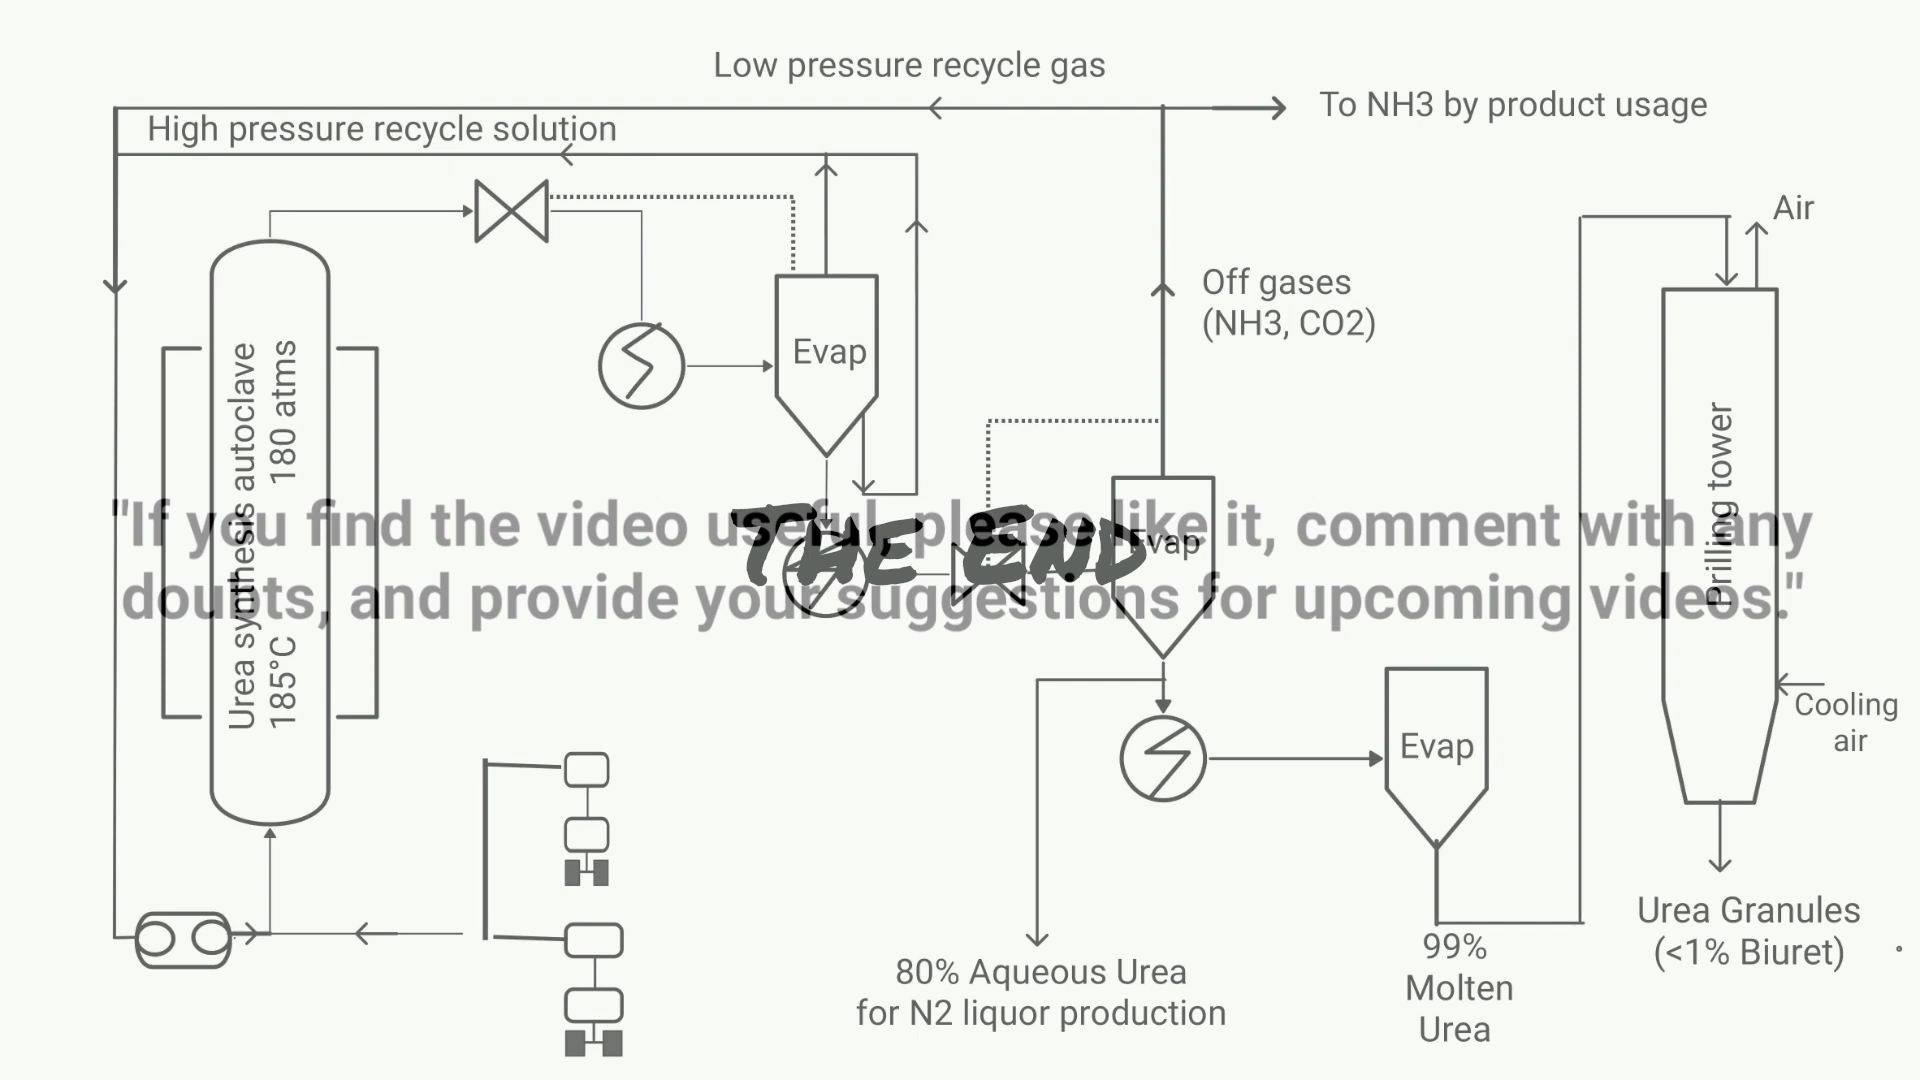 Low pressure recycle gas
To NH3 by product usage
High pressure recycle solution
Air
Off gases
(NH3, CO2)
Evap
Urea synthesis autoclave
185°C 180 atms
Prilling tower
"If you find the video useful, please like it, comment with any
doubts, and provide your suggestions for upcoming videos."
THE END
Evap
Cooling
air
Evap
Urea Granules
(<1% Biuret)
99%
Molten
Urea
80% Aqueous Urea
for N2 liquor production